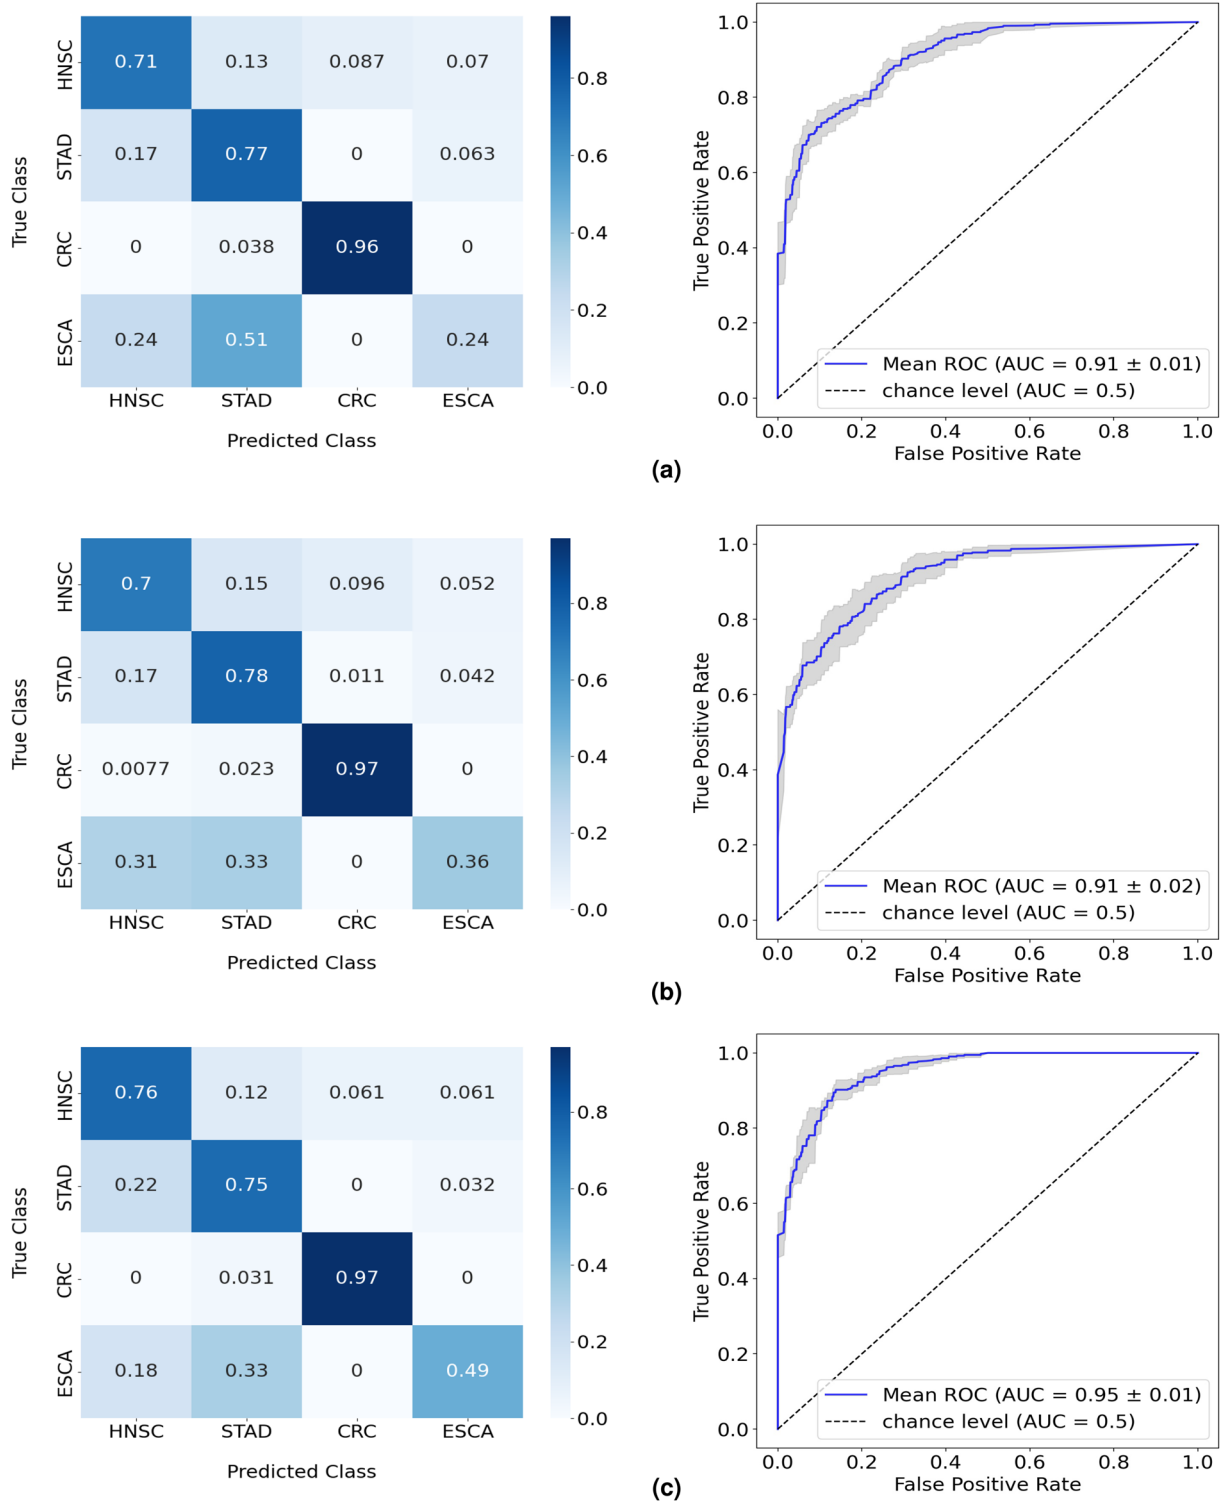 True Class
HNSC 0.71 0.13 0.087 0.07
STAD 0.17 0.77 0 0.063
CRC 0 0.038 0.96 0
ESCA 0.24 0.51 0 0.24
HNSC STAD CRC ESCA
Predicted Class
0.8
0.6
0.4
0.2
0.0
True Positive Rate
1.0
0.8
0.6
0.4
0.2
0.0
Mean ROC (AUC = 0.91 ± 0.01)
chance level (AUC = 0.5)
0.0 0.2 0.4 0.6 0.8 1.0
False Positive Rate
(a)
True Class
HNSC 0.7 0.15 0.096 0.052
STAD 0.17 0.78 0.011 0.042
CRC 0.0077 0.023 0.97 0
ESCA 0.31 0.33 0 0.36
HNSC STAD CRC ESCA
Predicted Class
0.8
0.6
0.4
0.2
0.0
True Positive Rate
1.0
0.8
0.6
0.4
0.2
0.0
Mean ROC (AUC = 0.91 ± 0.02)
chance level (AUC = 0.5)
0.0 0.2 0.4 0.6 0.8 1.0
False Positive Rate
(b)
True Class
HNSC 0.76 0.12 0.061 0.061
STAD 0.22 0.75 0 0.032
CRC 0 0.031 0.97 0
ESCA 0.18 0.33 0 0.49
HNSC STAD CRC ESCA
Predicted Class
0.8
0.6
0.4
0.2
0.0
True Positive Rate
1.0
0.8
0.6
0.4
0.2
0.0
Mean ROC (AUC = 0.95 ± 0.01)
chance level (AUC = 0.5)
0.0 0.2 0.4 0.6 0.8 1.0
False Positive Rate
(c)